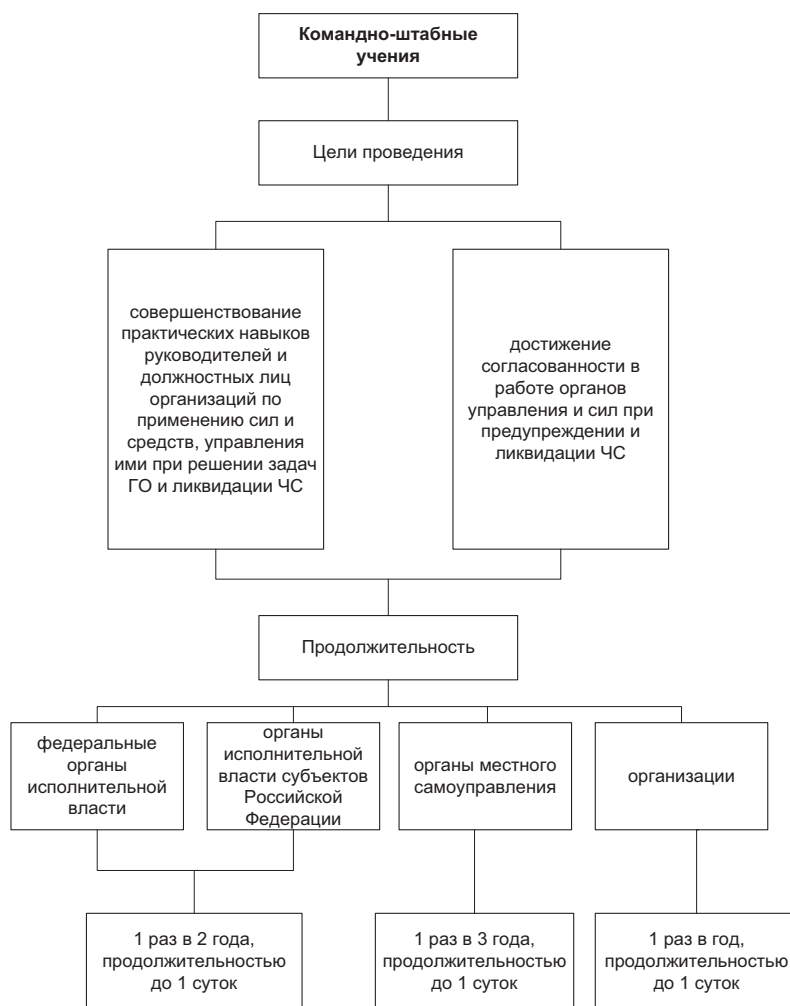 Командно-штабные
учения
Цели проведения
совершенствование
практических навыков
руководителей и
должностных лиц
организаций по
применению сил и
средств, управления
ими при решении задач
ГО и ликвидации ЧС
достижение
согласованности в
работе органов
управления и сил при
предупреждении и
ликвидации ЧС
Продолжительность
федеральные
органы
исполнительной
власти
органы
исполнительной
власти субъектов
Российской
Федерации
органы местного
самоуправления
организации
1 раз в 2 года,
продолжительностью
до 1 суток
1 раз в 3 года,
продолжительностью
до 1 суток
1 раз в год,
продолжительностью
до 1 суток